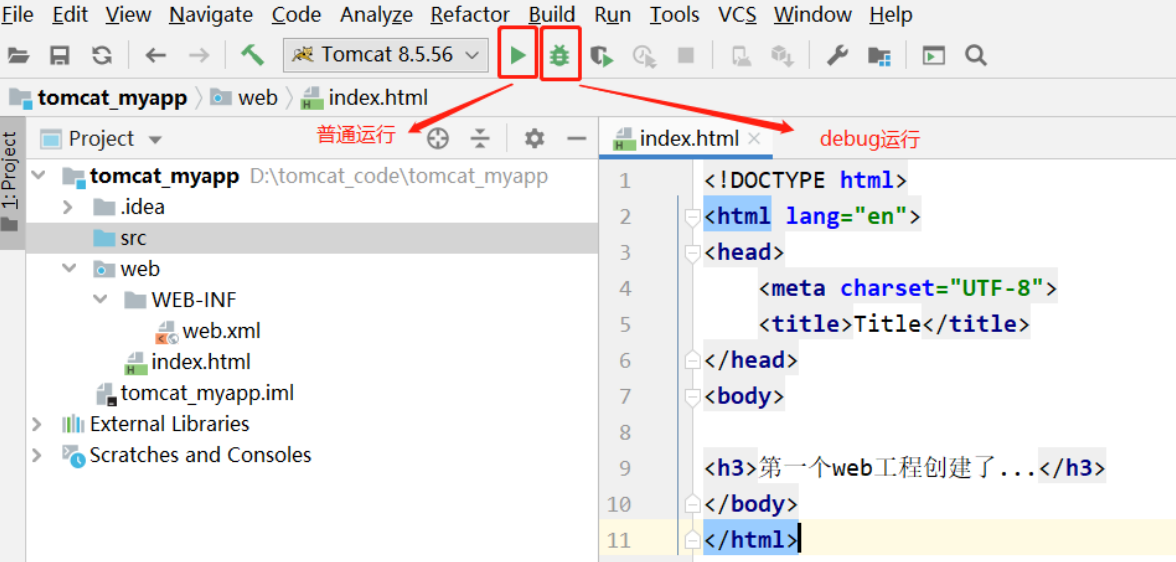 File Edit View Navigate Code Analyze Refactor Build Run Tools VCS Window Help
Tomcat 8.5.56
tomcat_myapp web index.html
1: Project
Project
普通运行
index.html
debug运行
tomcat_myapp D:\tomcat_code\tomcat_myapp
.idea
src
web
WEB-INF
web.xml
index.html
tomcat_myapp.iml
External Libraries
Scratches and Consoles
1 <!DOCTYPE html>
2 <html lang="en">
3 <head>
4 <meta charset="UTF-8">
5 <title>Title</title>
6 </head>
7 <body>
8
9 <h3>第一个web工程创建了...</h3>
10 </body>
11 </html>